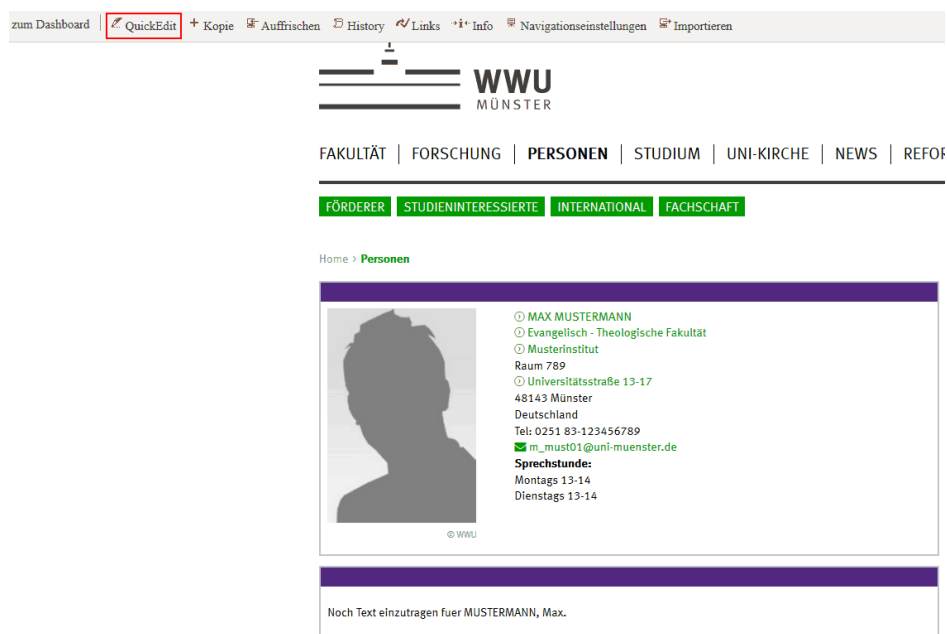 zum Dashboard | QuickEdit + Kopie Auffrischen History Links Info Navigationseinstellungen Importieren
WWU
MÜNSTER
FAKULTÄT | FORSCHUNG | PERSONEN | STUDIUM | UNI-KIRCHE | NEWS | REFOR
FÖRDERER STUDIENINTERESSIERTE INTERNATIONAL FACHSCHAFT
Home > Personen
MAX MUSTERMANN
Evangelisch - Theologische Fakultät
Musterinstitut
Raum 789
Universitätsstraße 13-17
48143 Münster
Deutschland
Tel: 0251 83-123456789
m_must01@uni-muenster.de
Sprechstunde:
Montags 13-14
Dienstags 13-14
© WWU
Noch Text einzutragen fuer MUSTERMANN, Max.